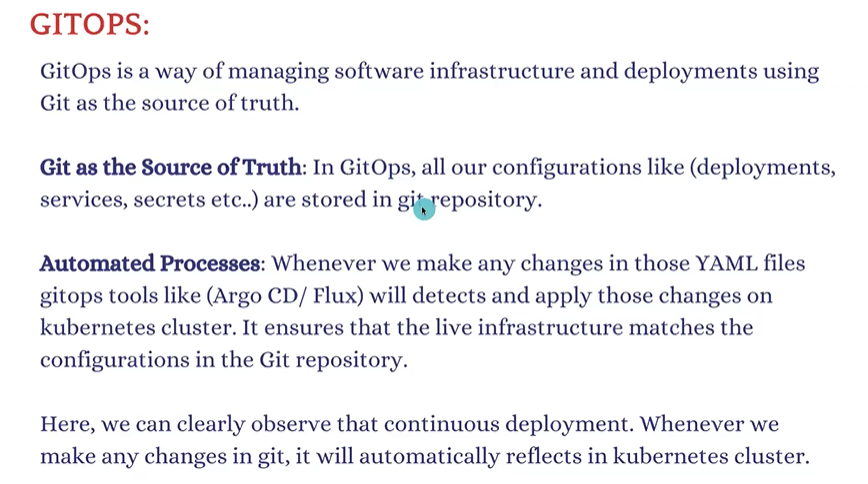 GITOPS:
GitOps is a way of managing software infrastructure and deployments using
Git as the source of truth.
Git as the Source of Truth: In GitOps, all our configurations like (deployments,
services, secrets etc..) are stored in git repository.
Automated Processes: Whenever we make any changes in those YAML files
gitops tools like (Argo CD/ Flux) will detects and apply those changes on
kubernetes cluster. It ensures that the live infrastructure matches the
configurations in the Git repository.
Here, we can clearly observe that continuous deployment. Whenever we
make any changes in git, it will automatically reflects in kubernetes cluster.